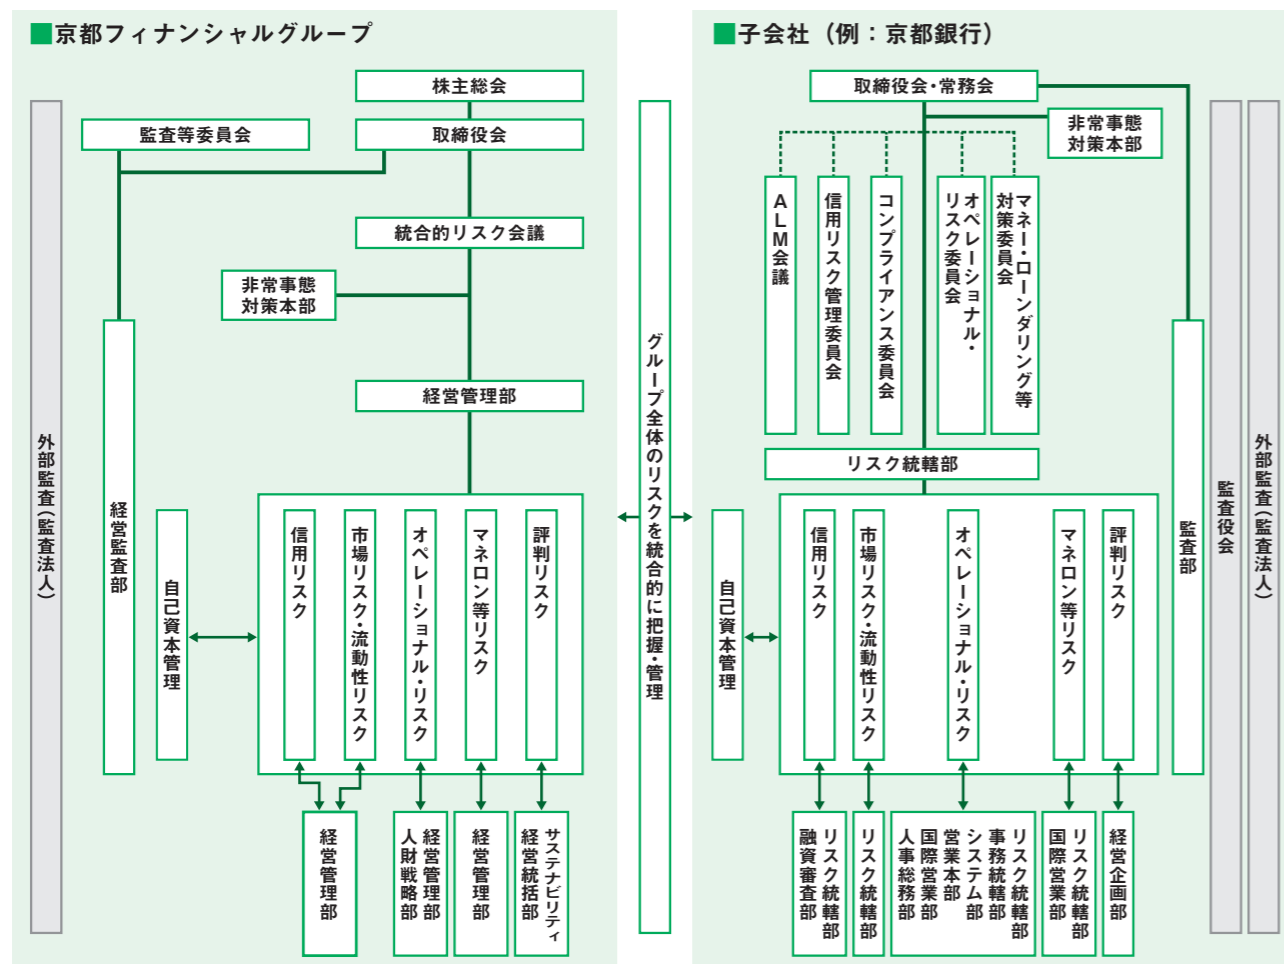 ■京都フィナンシャルグループ
株主総会
監査等委員会
取締役会
統合的リスク会議
非常事態
対策本部
経営管理部
外部監査(監査法人)
経営監査部
自己資本管理
信用リスク
市場リスク・流動性リスク
オペレーショナル・リスク
マネロン等リスク
評判リスク
経営管理部
経営管理部
人財戦略部
経営管理部
サステナビリティ
経営統括部
グループ全体のリスクを統合的に把握・管理
■子会社（例：京都銀行）
取締役会・常務会
非常事態
対策本部
ALM会議
信用リスク管理委員会
コンプライアンス委員会
オペレーショナル・
リスク委員会
マネー・ローンダリング等
対策委員会
リスク統轄部
自己資本管理
信用リスク
市場リスク・流動性リスク
オペレーショナル・リスク
マネロン等リスク
評判リスク
リスク統轄部
融資審査部
リスク統轄部
リスク統轄部
事務統轄部
システム部
営業本部
国際営業部
人事総務部
リスク統轄部
国際営業部
経営企画部
監査部
監査役会
外部監査(監査法人)